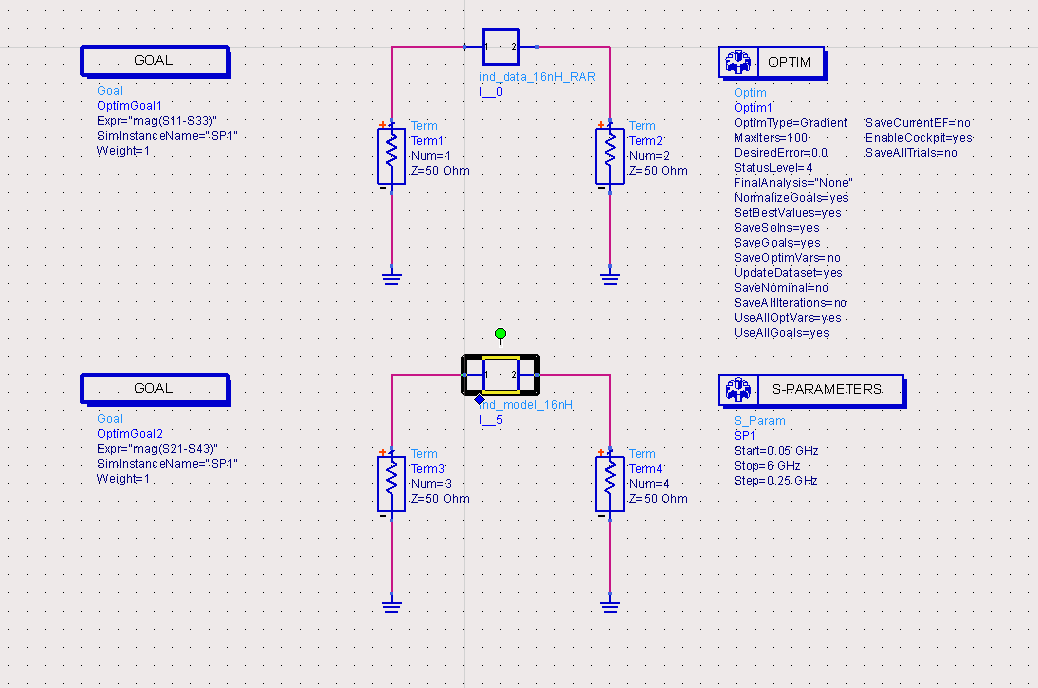 GOAL
Goal
OptimGoal1
Expr="mag(S11-S33)"
SimInstanceName="SP1"
Weight=1
1 2
ind_data_16nH_RAR
I__0
+
Term
Term1
Num=1
Z=50 Ohm
-
+
Term
Term2
Num=2
Z=50 Ohm
-
OPTIM
Optim
Optim1
OptimType=Gradient SaveCurrentEF=no
MaxIters=100 EnableCockpit=yes
DesiredError=0.0 SaveAllTrials=no
StatusLevel=4
FinalAnalysis="None"
NormalizeGoals=yes
SetBestValues=yes
SaveSolns=yes
SaveGoals=yes
SaveOptimVars=no
UpdateDataset=yes
SaveNominal=no
SaveAllIterations=no
UseAllOptVars=yes
UseAllGoals=yes
GOAL
Goal
OptimGoal2
Expr="mag(S21-S43)"
SimInstanceName="SP1"
Weight=1
1 2
ind_model_16nH
I__5
+
Term
Term3
Num=3
Z=50 Ohm
-
+
Term
Term4
Num=4
Z=50 Ohm
-
S-PARAMETERS
S_Param
SP1
Start=0.05 GHz
Stop=6 GHz
Step=0.25 GHz